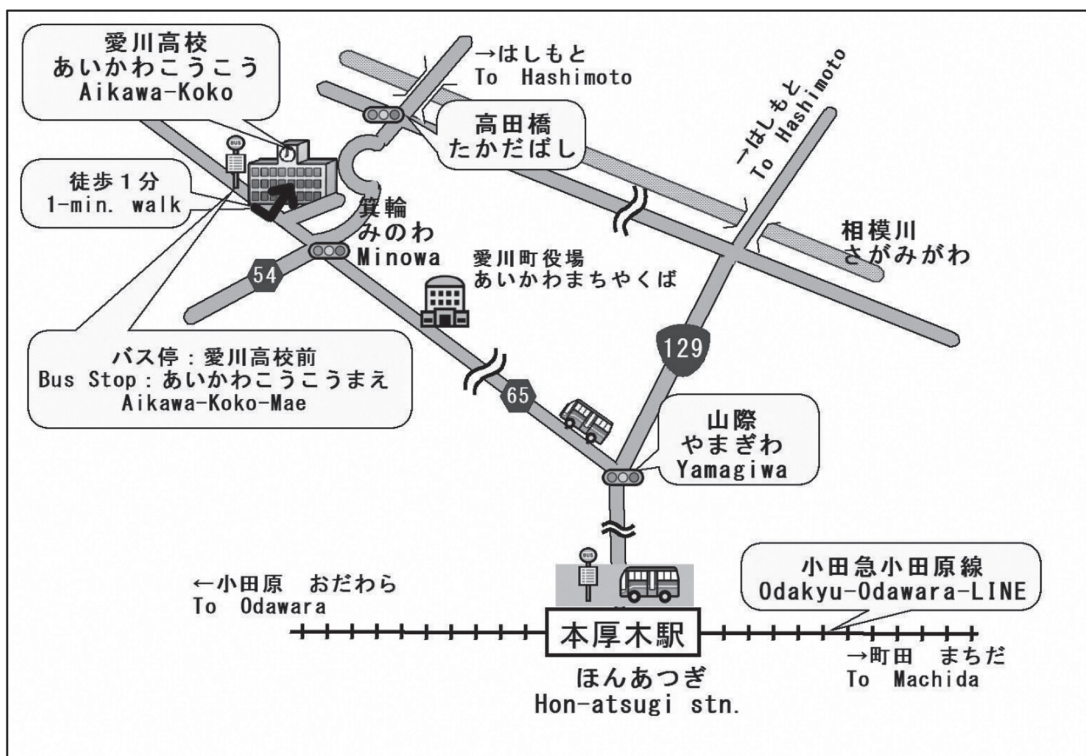 愛川高校
あいかわこうこう
Aikawa-Koko
→はしもと
To Hashimoto
高田橋
たかだばし
→はしもと
To Hashimoto
BUS
徒歩1分
1-min. walk
箕輪
みのわ
Minowa
相模川
さがみがわ
54
愛川町役場
あいかわまちやくば
129
バス停:愛川高校前
Bus Stop:あいかわこうこうまえ
Aikawa-Koko-Mae
65
山際
やまぎわ
Yamagiwa
BUS
←小田原 おだわら
To Odawara
小田急小田原線
Odakyu-Odawara-LINE
本厚木駅
ほんあつぎ
Hon-atsugi stn.
→町田 まちだ
To Machida